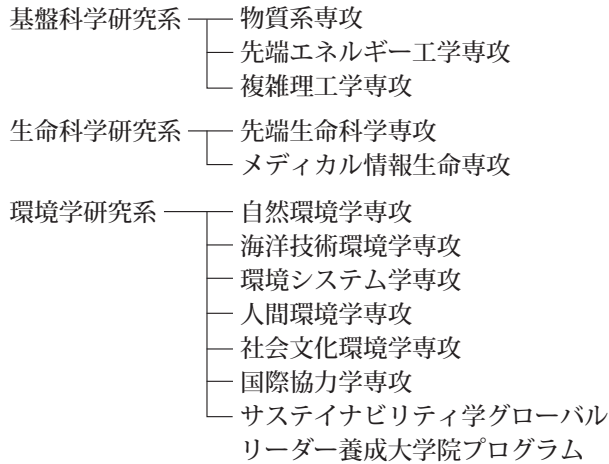 基盤科学研究系 物質系専攻
先端エネルギー工学専攻
複雑理工学専攻
生命科学研究系 先端生命科学専攻
メディカル情報生命専攻
環境学研究系 自然環境学専攻
海洋技術環境学専攻
環境システム学専攻
人間環境学専攻
社会文化環境学専攻
国際協力学専攻
サステイナビリティ学グローバル
リーダー養成大学院プログラム